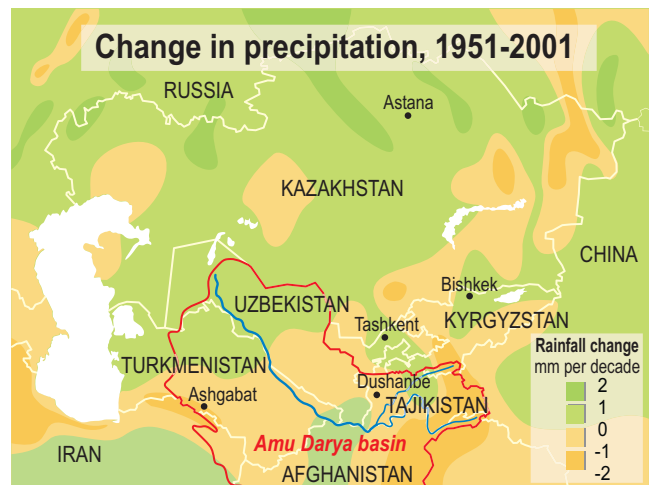 Change in precipitation, 1951-2001
RUSSIA
Astana
KAZAKHSTAN
CHINA
Bishkek
UZBEKISTAN
KYRGYZSTAN
Tashkent
TURKMENISTAN
Dushanbe
Ashgabat
TAJIKISTAN
Amu Darya basin
IRAN
AFGHANISTAN
Rainfall change
mm per decade
2
1
0
-1
-2